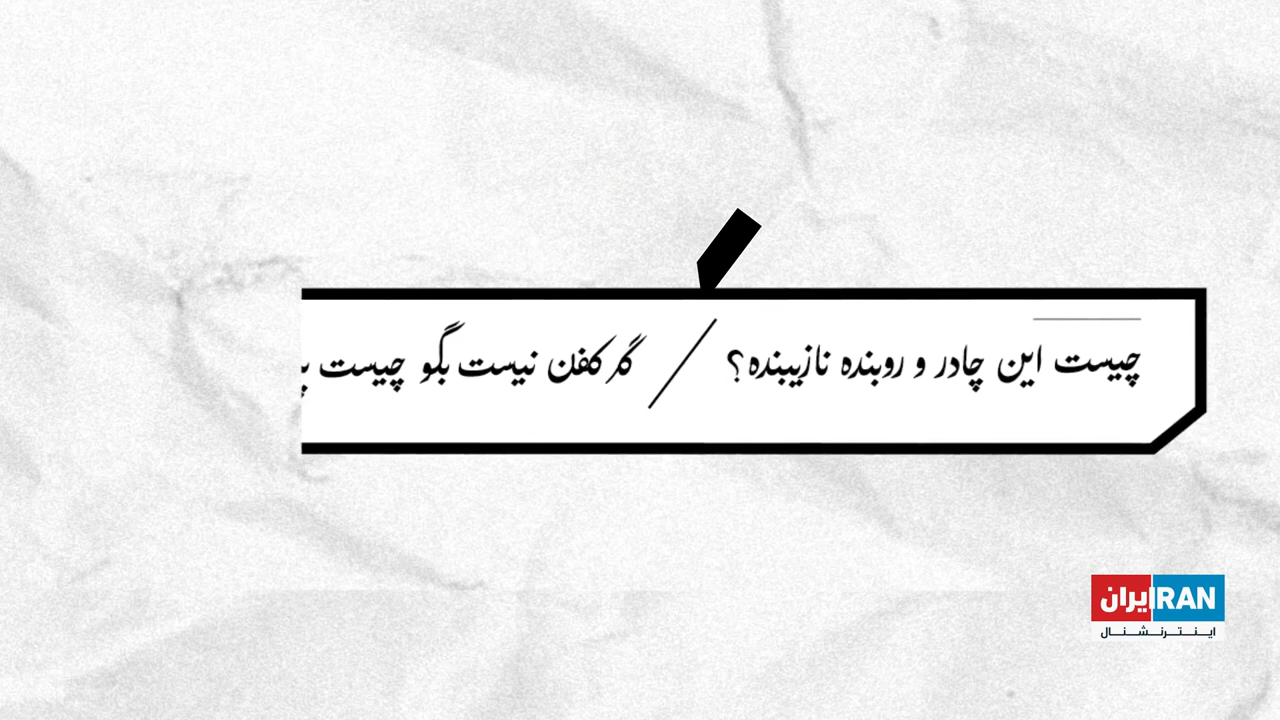 چیست این چادر و روبنده نازیبنده؟ / گر کفن نیست بگو چیست
ایران IRAN
اینترنشنال